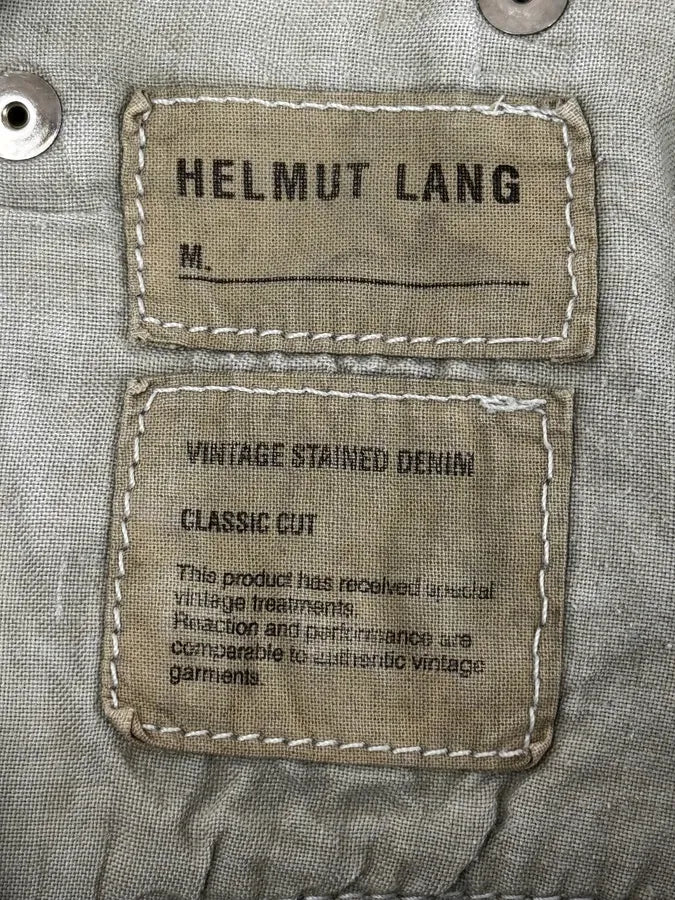 HELMUT LANG
M.
VINTAGE STAINED DENIM
CLASSIC CUT
This product has received special
vintage treatments.
Reaction and performance are
comparable to authentic vintage
garments.